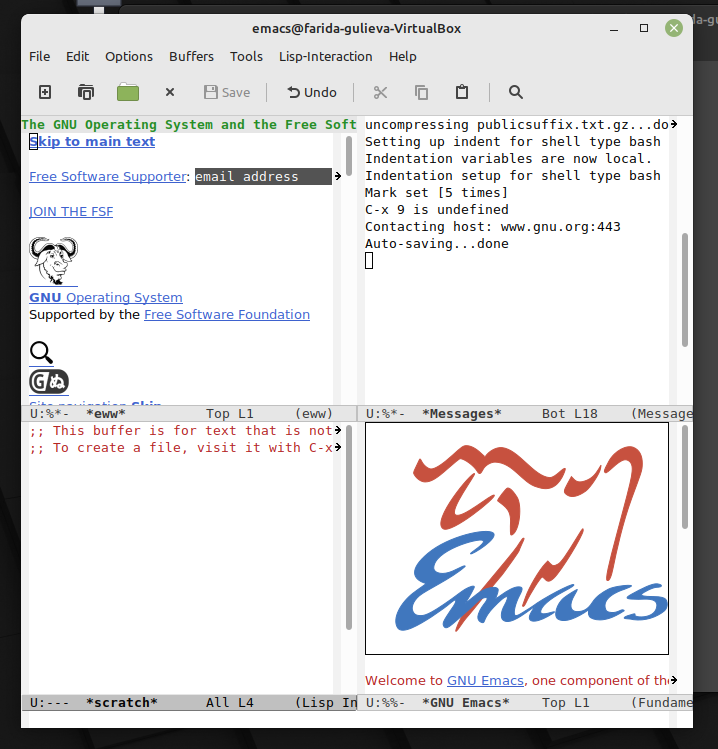 emacs@farida-gulieva-VirtualBox
File Edit Options Buffers Tools Lisp-Interaction Help
Save Undo
The GNU Operating System and the Free Soft
Skip to main text
Free Software Supporter: email address
JOIN THE FSF
GNU Operating System
Supported by the Free Software Foundation
Site navigation Skip
U:%*- *eww* Top L1 (eww)
uncompressing publicsuffix.txt.gz...do
Setting up indent for shell type bash
Indentation variables are now local.
Indentation setup for shell type bash
Mark set [5 times]
C-x 9 is undefined
Contacting host: www.gnu.org:443
Auto-saving...done
U:%*- *Messages* Bot L18 (Message
;; This buffer is for text that is not
;; To create a file, visit it with C-x
U:--- *scratch* All L4 (Lisp In
Emacs
Welcome to GNU Emacs, one component of the
U:%%- *GNU Emacs* Top L1 (Fundame